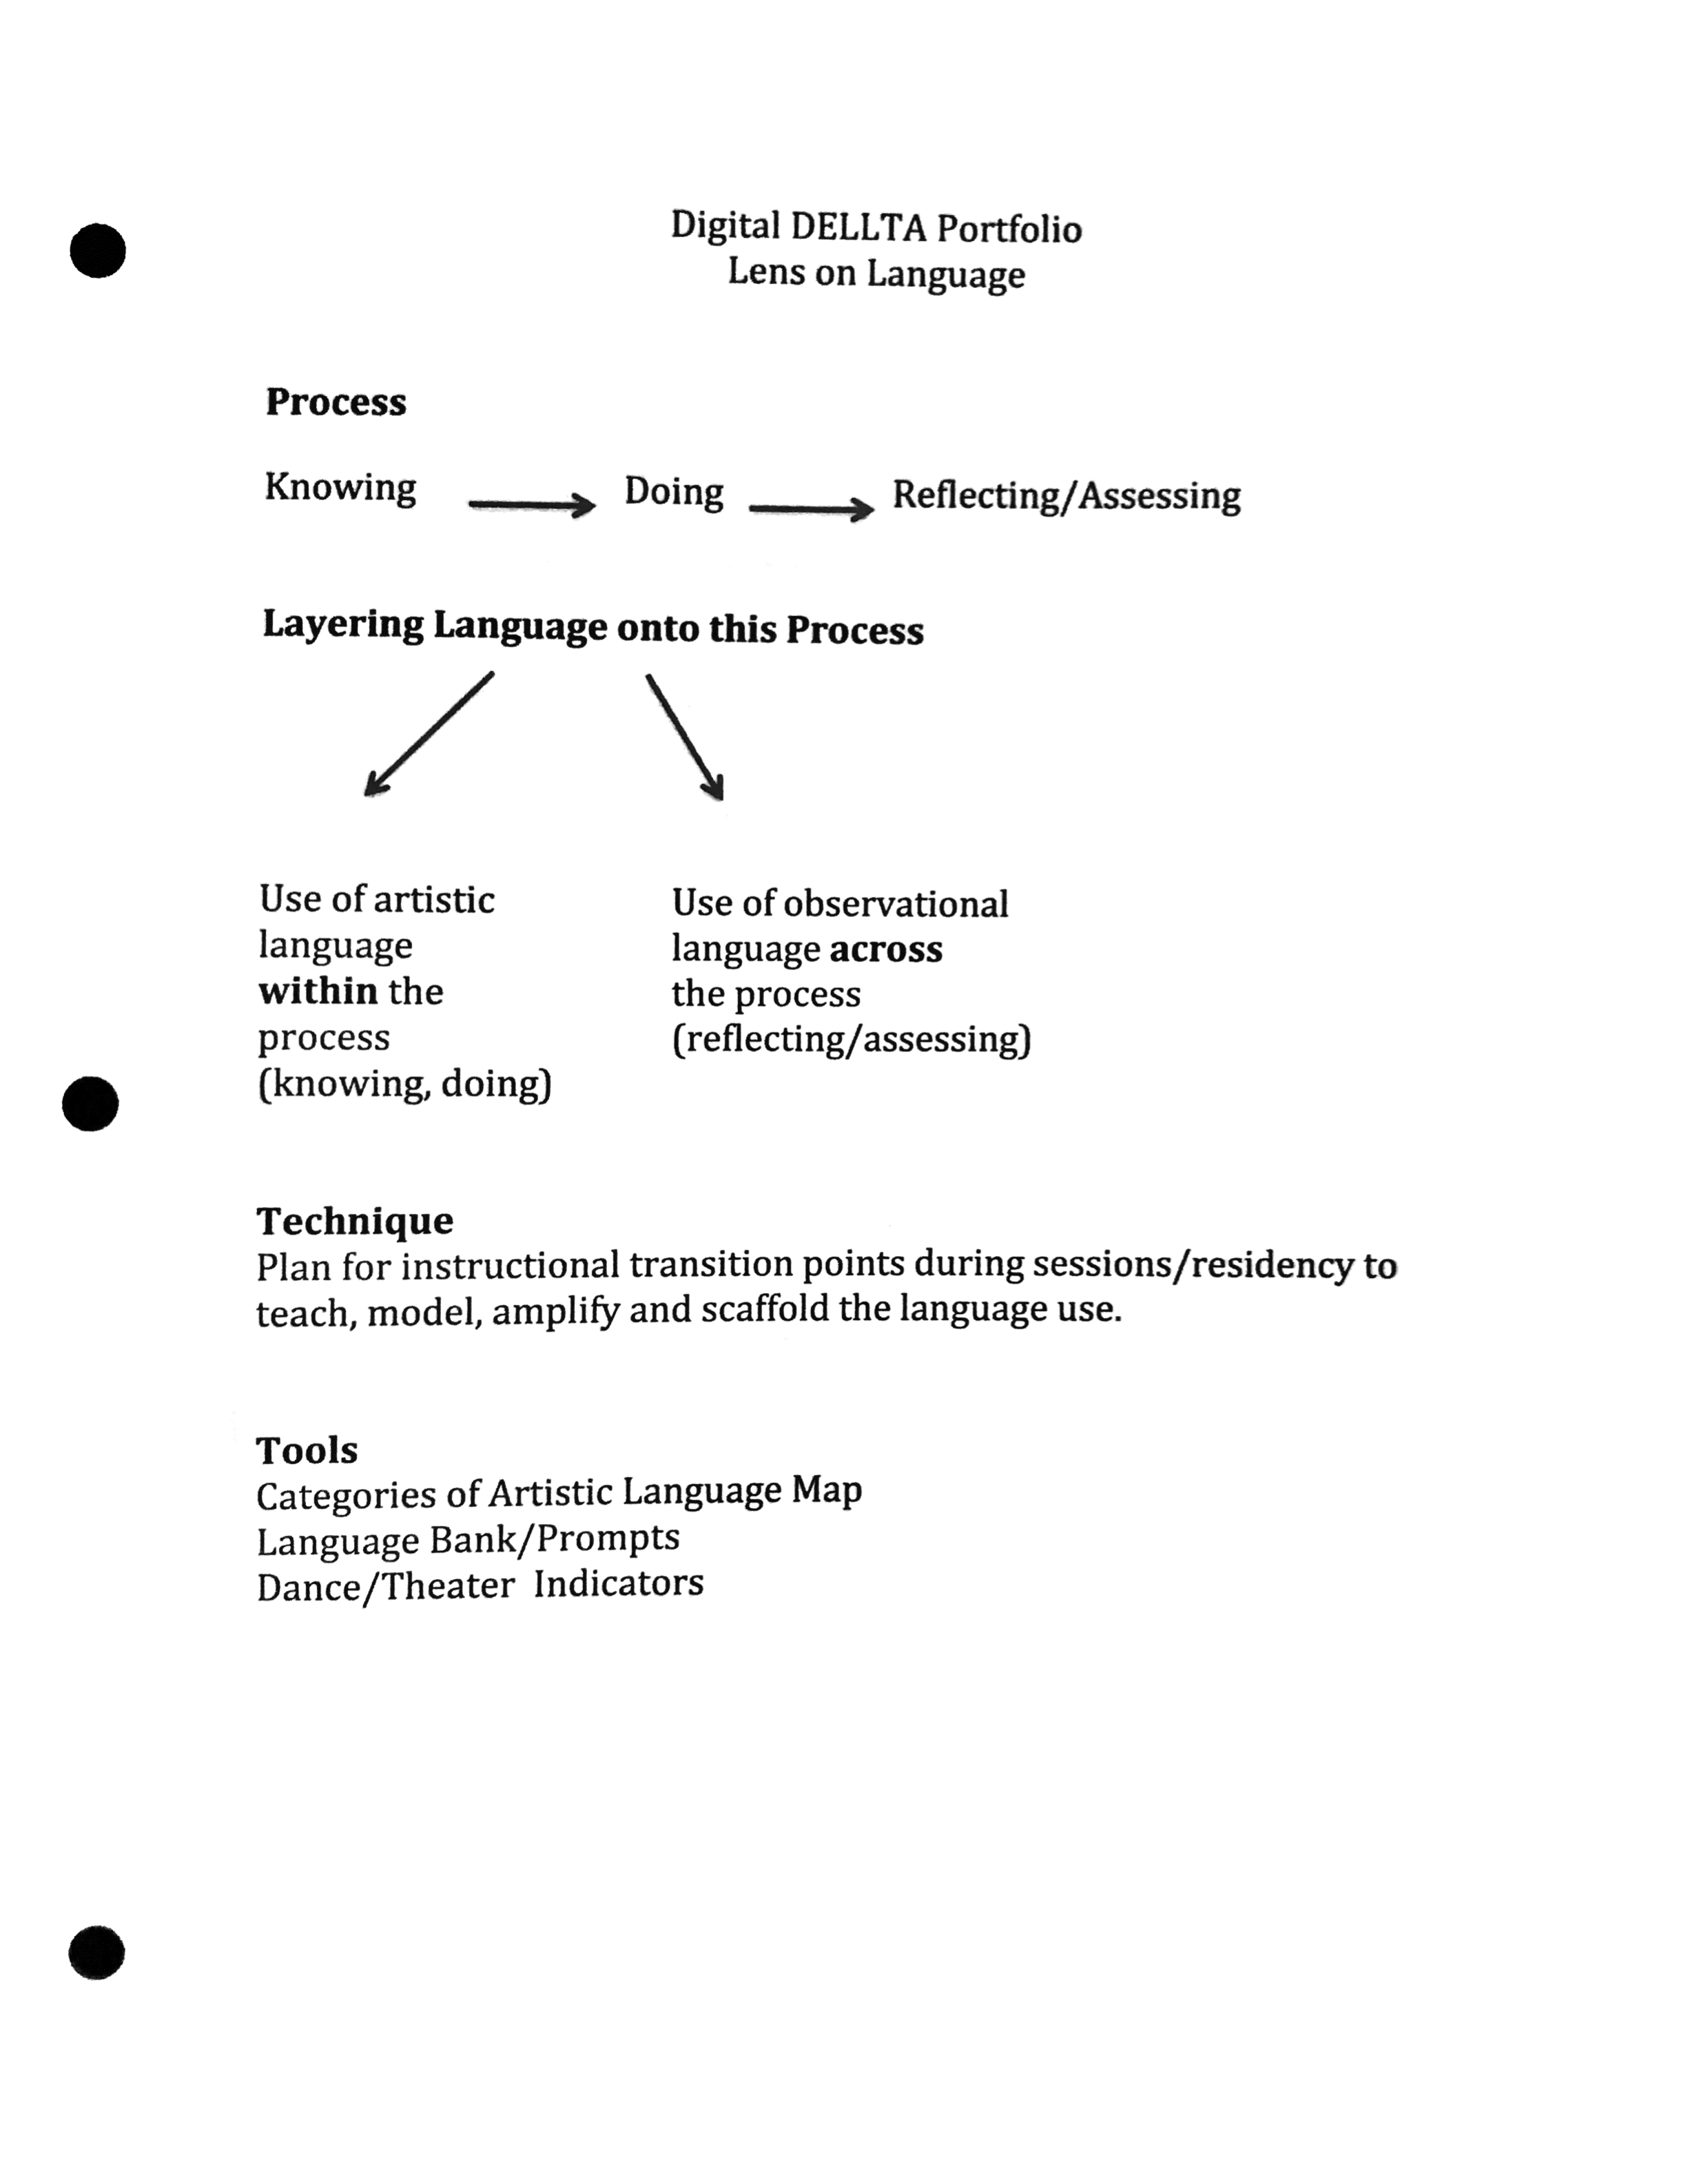 Digital DELLTA Portfolio
Lens on Language
Process
Knowing Doing Reflecting/Assessing
Layering Language onto this Process
Use of artistic
language
within the
process
(knowing, doing)
Use of observational
language across
the process
(reflecting/assessing)
Technique
Plan for instructional transition points during sessions/residency to
teach, model, amplify and scaffold the language use.
Tools
Categories of Artistic Language Map
Language Bank/Prompts
Dance/Theater Indicators